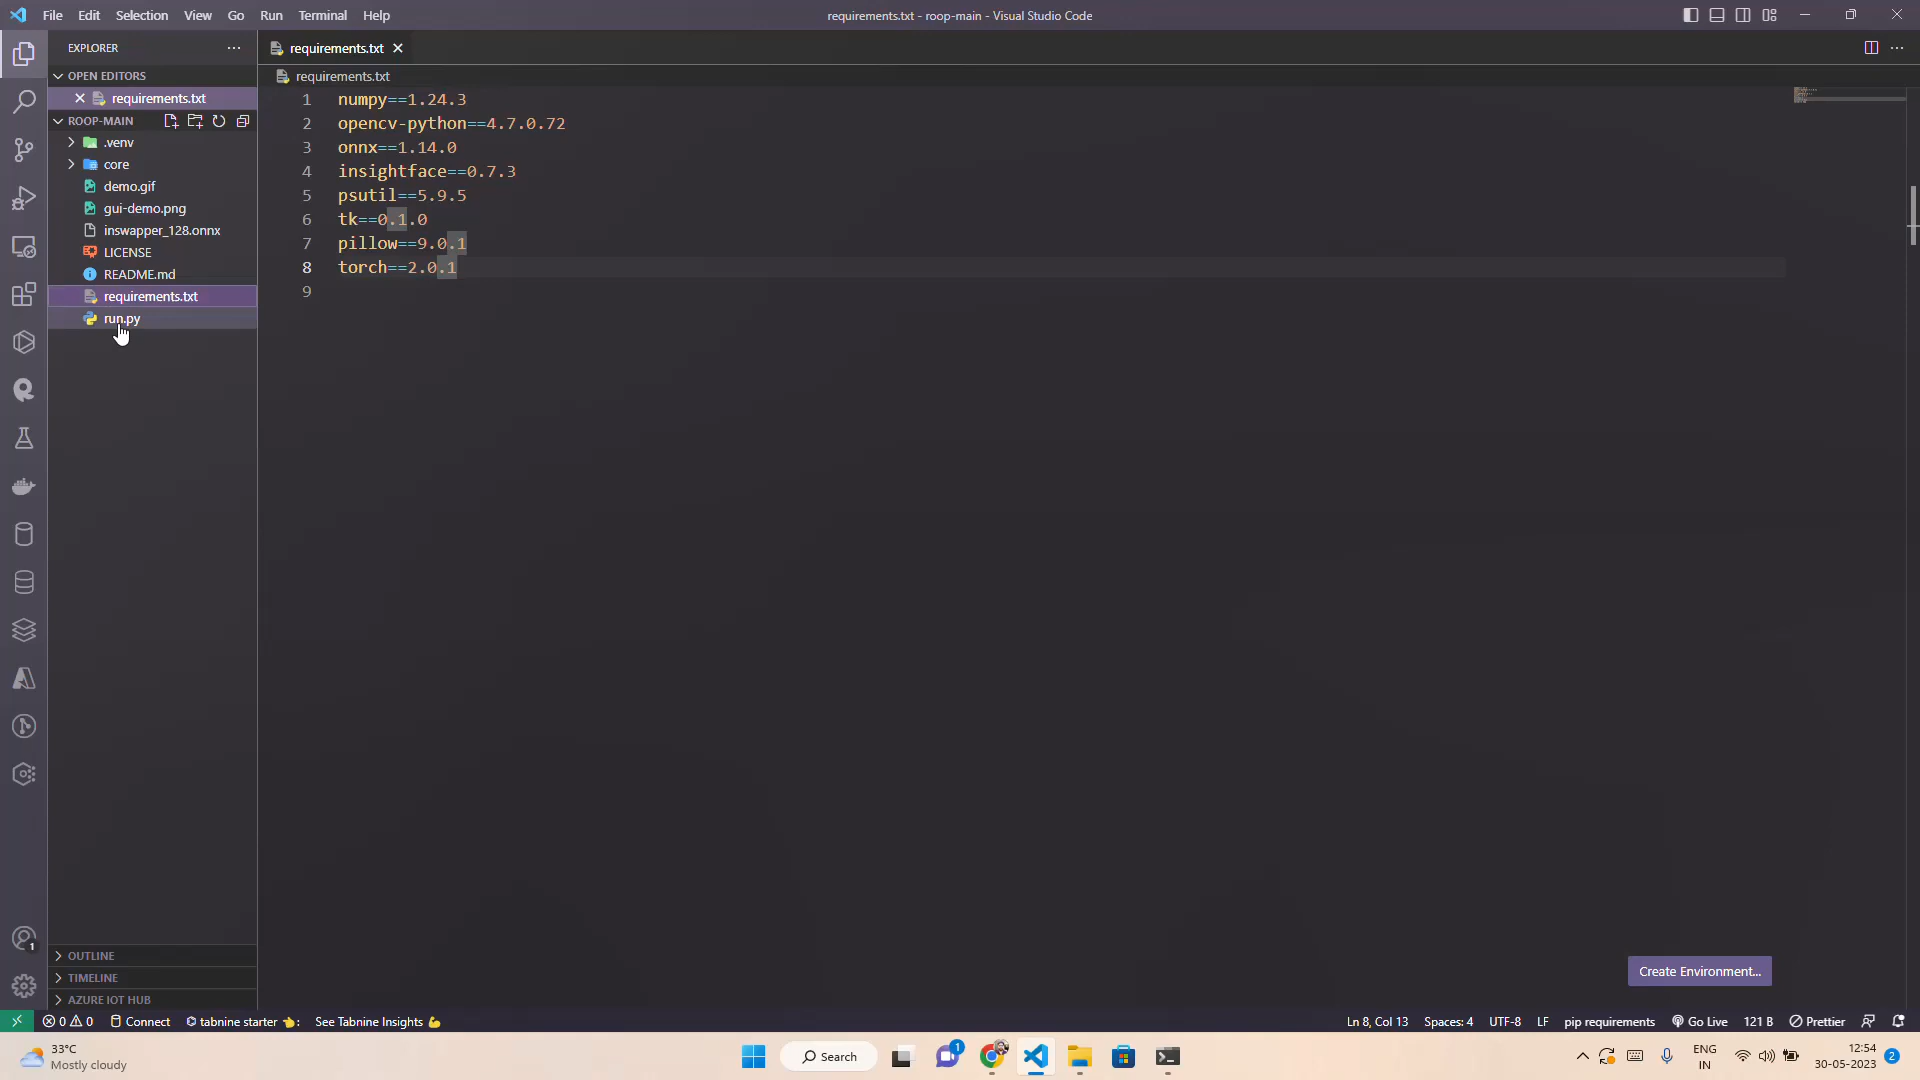 File Edit Selection View Go Run Terminal Help
requirements.txt - roop-main - Visual Studio Code
EXPLORER
requirements.txt
OPEN EDITORS
requirements.txt
requirements.txt
ROOP-MAIN
.venv
core
demo.gif
gui-demo.png
inswapper_128.onnx
LICENSE
README.md
requirements.txt
run.py
1 numpy==1.24.3
2 opencv-python==4.7.0.72
3 onnx==1.14.0
4 insightface==0.7.3
5 psutil==5.9.5
6 tk==0.1.0
7 pillow==9.0.1
8 torch==2.0.1
9
1
OUTLINE
TIMELINE
AZURE IOT HUB
Create Environment...
0 0 Connect tabnine starter 👈: See Tabnine Insights 💪
Ln 8, Col 13 Spaces: 4 UTF-8 LF pip requirements Go Live 121 B Prettier
33°C
Mostly cloudy
Search
1
ENG
IN
12:54
30-05-2023
2